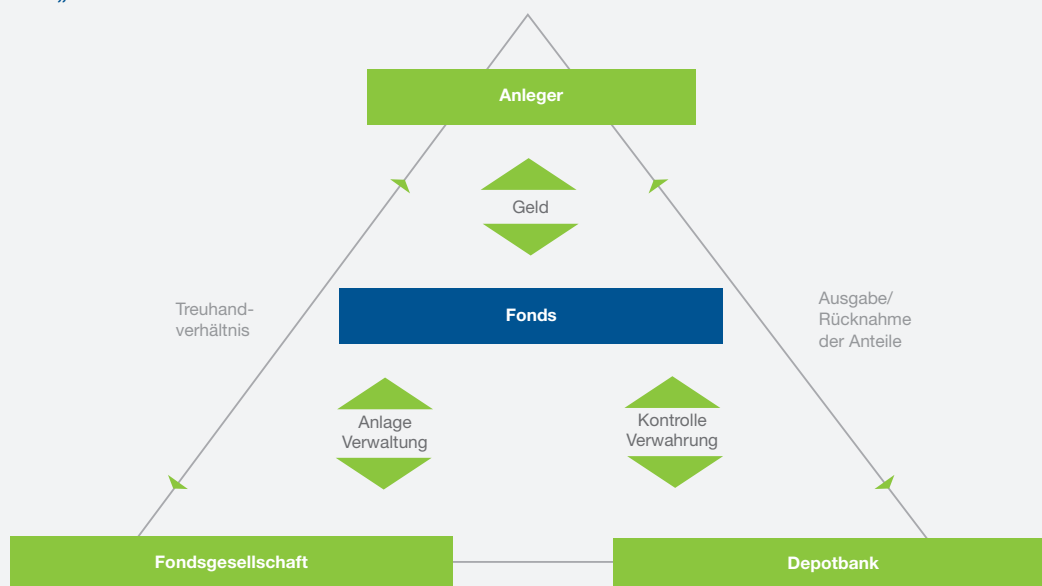 „
Anleger
Geld
Treuhand-
verhältnis
Fonds
Ausgabe/
Rücknahme
der Anteile
Anlage
Verwaltung
Kontrolle
Verwahrung
Fondsgesellschaft
Depotbank